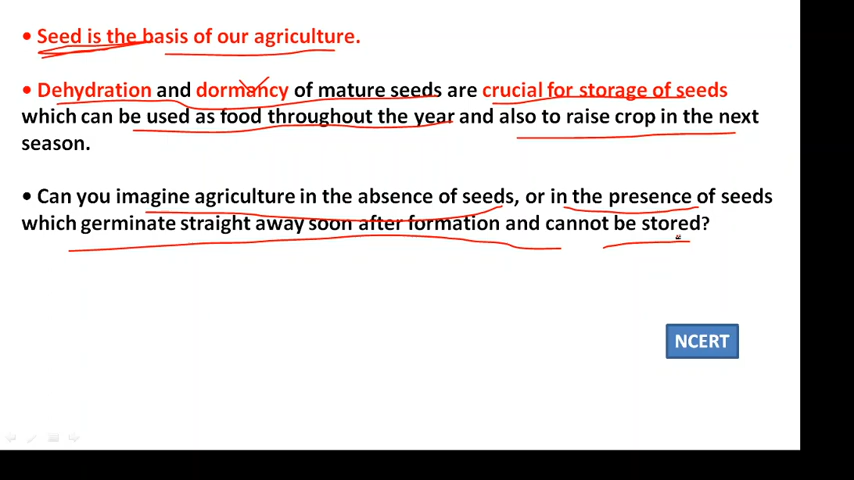 • Seed is the basis of our agriculture.
• Dehydration and dormancy of mature seeds are crucial for storage of seeds
which can be used as food throughout the year and also to raise crop in the next
season.
• Can you imagine agriculture in the absence of seeds, or in the presence of seeds
which germinate straight away soon after formation and cannot be stored?
NCERT